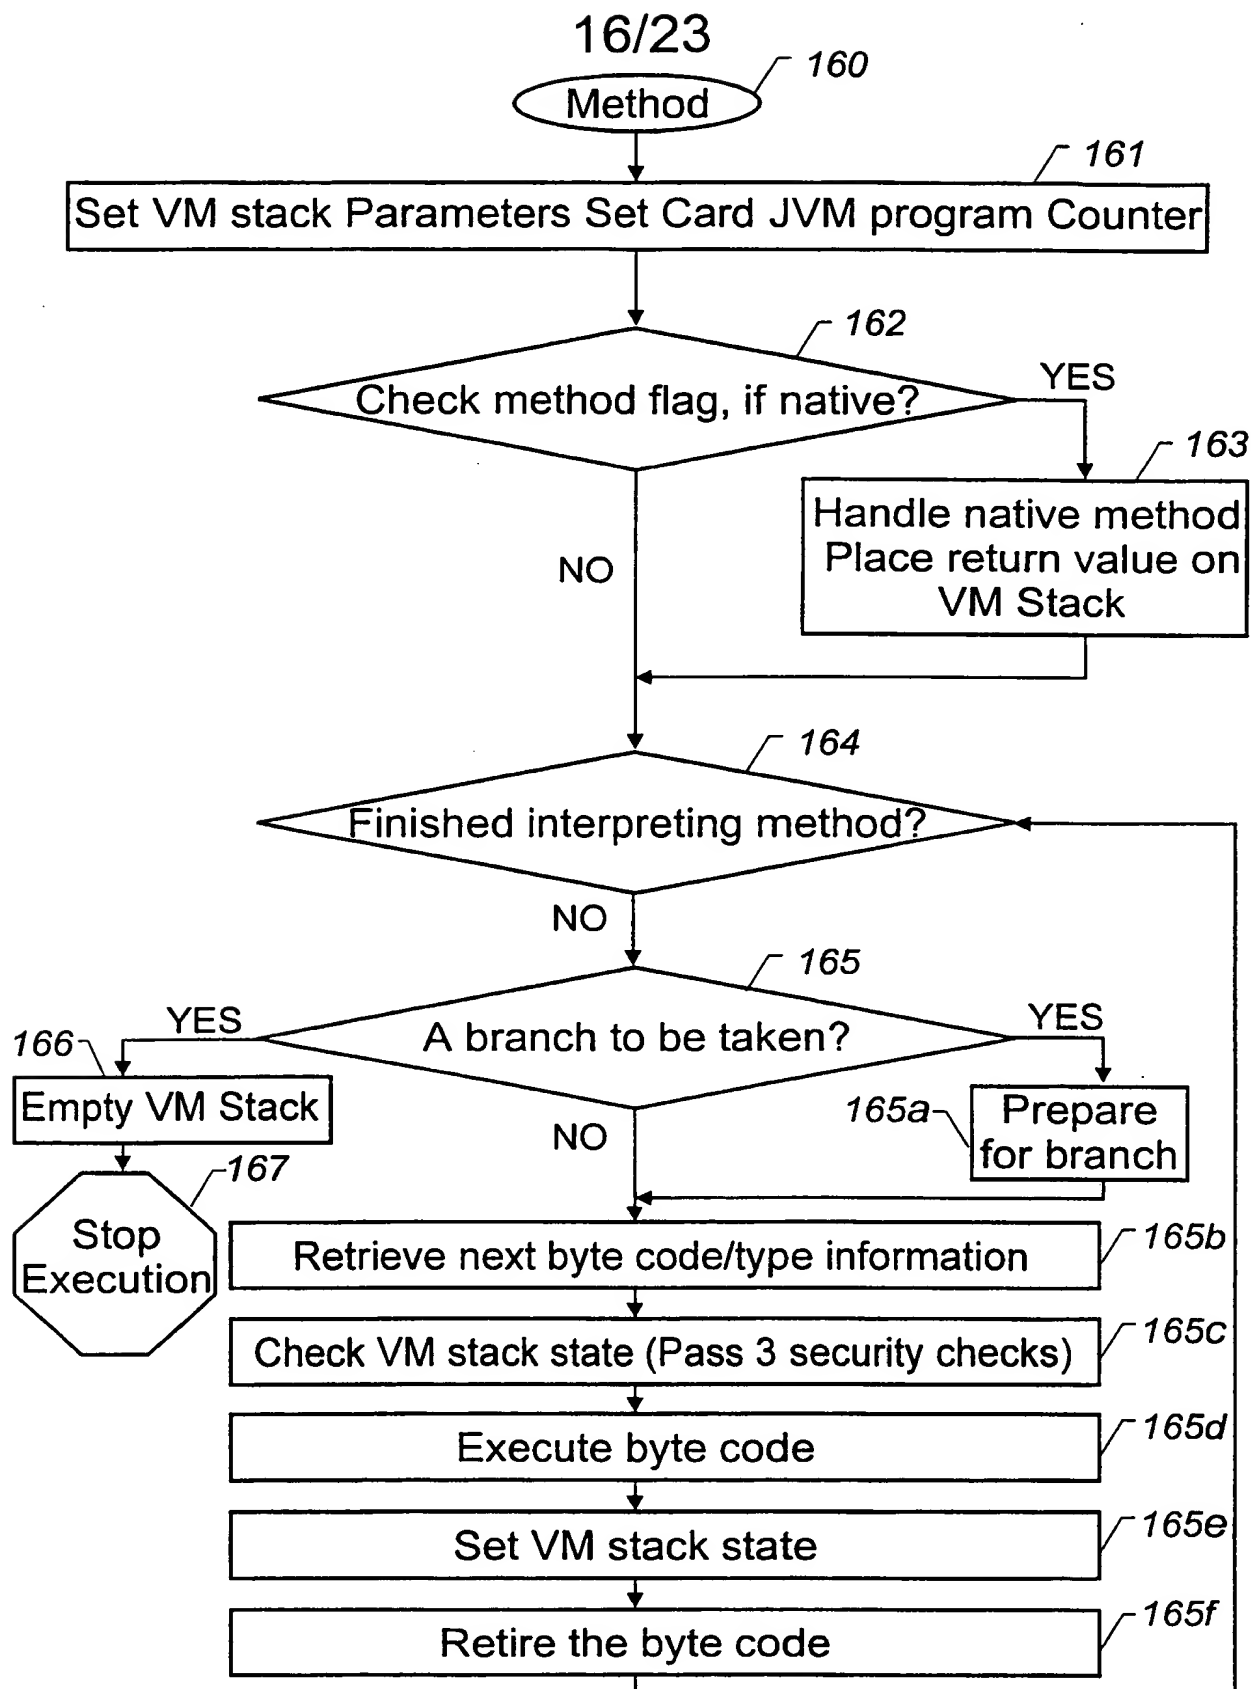 16/23
160
Method
161
Set VM stack Parameters Set Card JVM program Counter
162
Check method flag, if native?
YES
163
Handle native method
Place return value on
VM Stack
NO
164
Finished interpreting method?
NO
165
A branch to be taken?
YES
YES
166
Empty VM Stack
165a
Prepare
for branch
NO
167
Stop
Execution
165b
Retrieve next byte code/type information
165c
Check VM stack state (Pass 3 security checks)
165d
Execute byte code
165e
Set VM stack state
165f
Retire the byte code